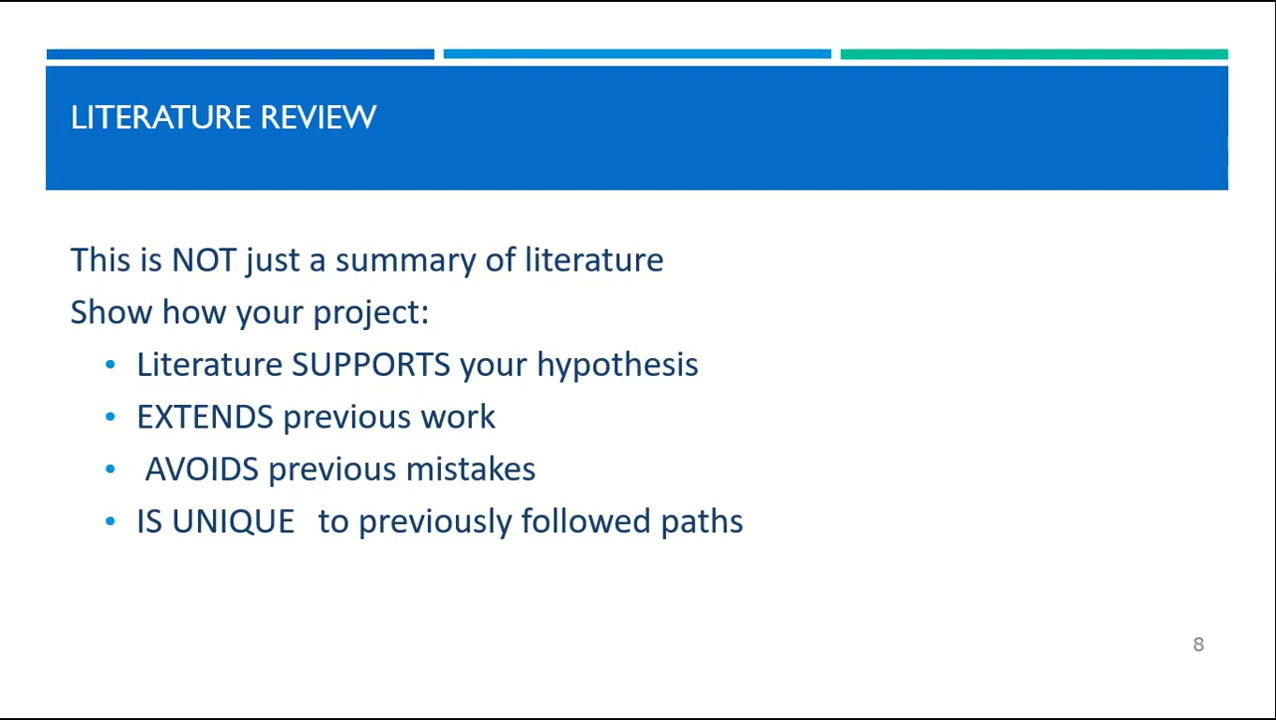 LITERATURE REVIEW
This is NOT just a summary of literature
Show how your project:
• Literature SUPPORTS your hypothesis
• EXTENDS previous work
• AVOIDS previous mistakes
• IS UNIQUE to previously followed paths
8